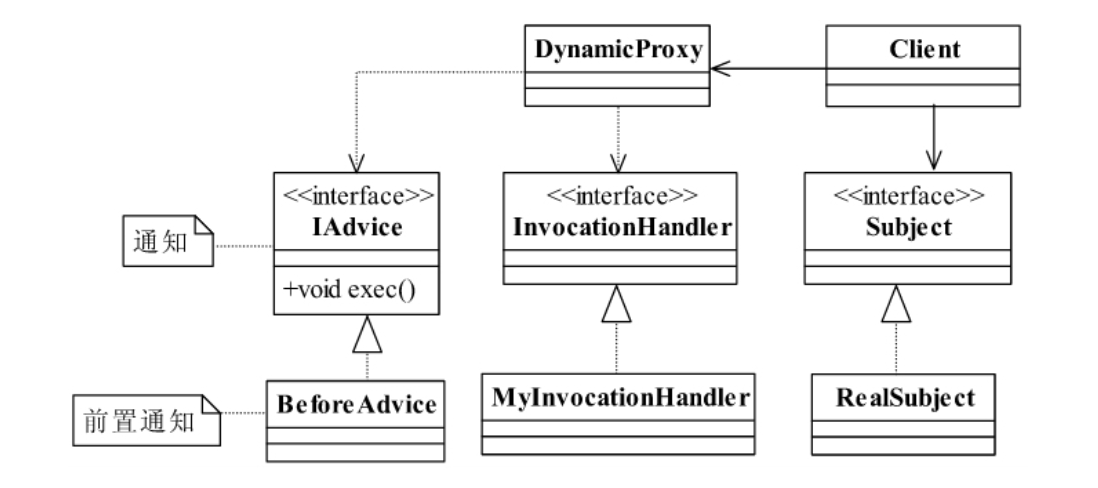 DynamicProxy
Client
<<interface>>
IAdvice
+void exec()
<<interface>>
InvocationHandler
<<interface>>
Subject
通知
BeforeAdvice
MyInvocationHandler
RealSubject
前置通知